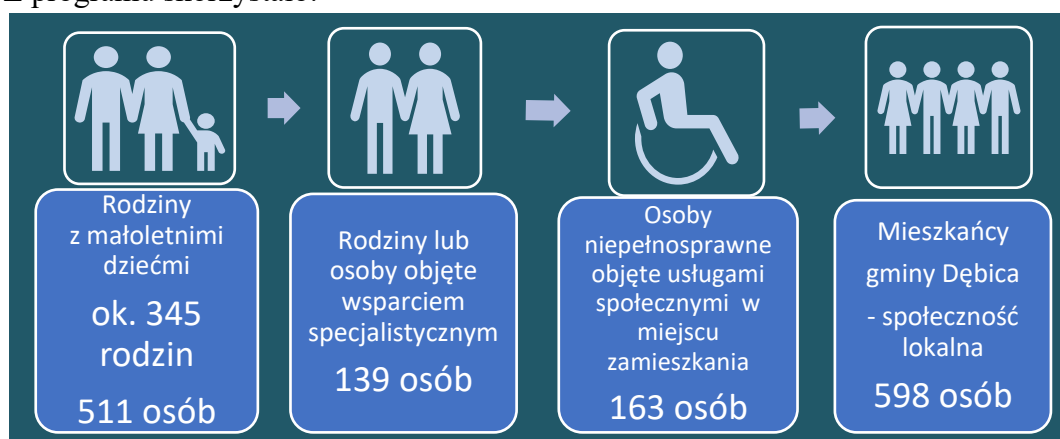 Rodziny
z małoletnimi
dziećmi
ok. 345
rodzin
511 osób
Rodziny lub
osoby objęte
wsparciem
specjalistycznym
139 osób
Osoby
niepełnosprawne
objęte usługami
społecznymi w
miejscu
zamieszkania
163 osób
Mieszkańcy
gminy Dębica
- społeczność
lokalna
598 osób